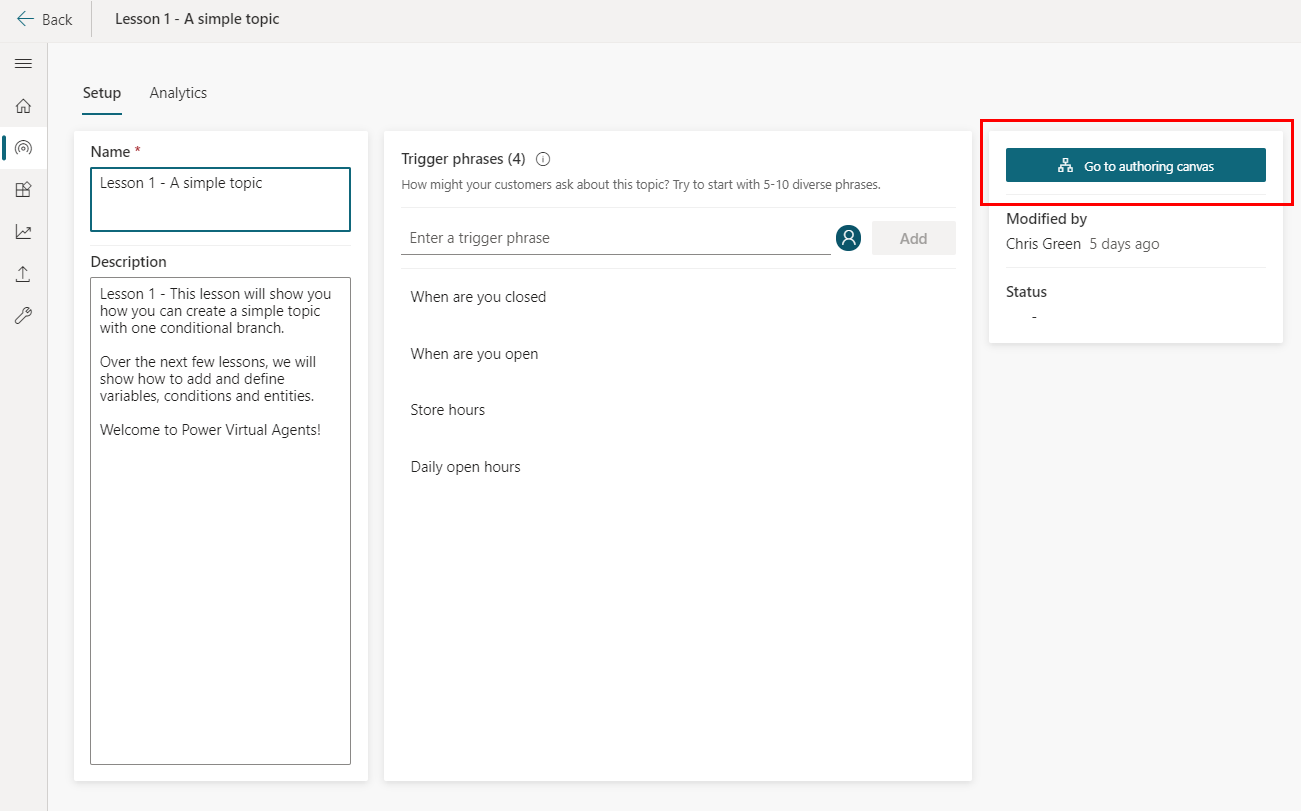 Back
Lesson 1 - A simple topic
Setup
Analytics
Name *
Lesson 1 - A simple topic
Description
Lesson 1 - This lesson will show you
how you can create a simple topic
with one conditional branch.
Over the next few lessons, we will
show how to add and define
variables, conditions and entities.
Welcome to Power Virtual Agents!
Trigger phrases (4)
How might your customers ask about this topic? Try to start with 5-10 diverse phrases.
Enter a trigger phrase
Add
When are you closed
When are you open
Store hours
Daily open hours
Go to authoring canvas
Modified by
Chris Green 5 days ago
Status
-